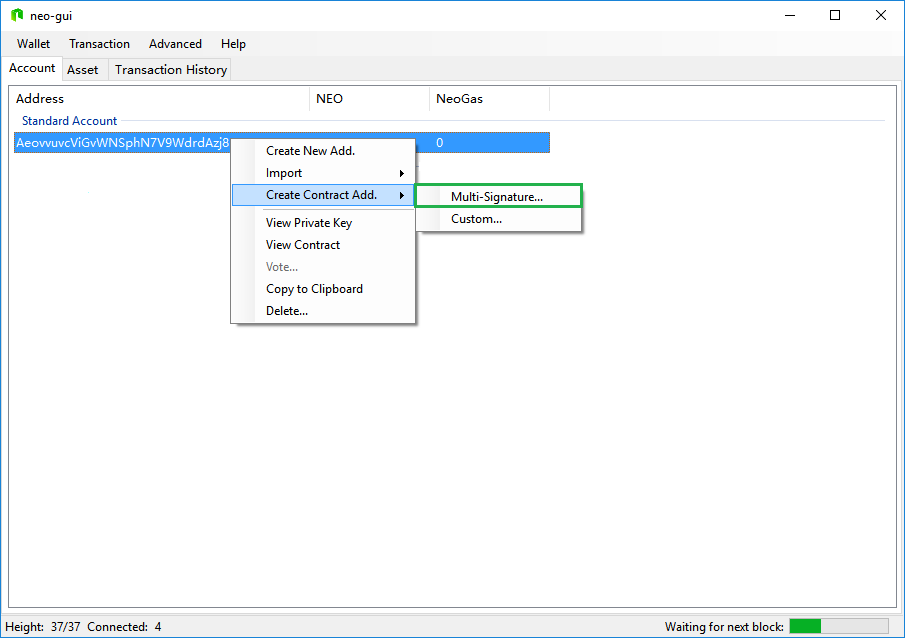 neo-gui
Wallet Transaction Advanced Help
Account Asset Transaction History
Address NEO NeoGas
Standard Account
AeovvuvcViGvWNSphN7V9WdrdAzj8 0
Create New Add.
Import
Create Contract Add. Multi-Signature...
Custom...
View Private Key
View Contract
Vote...
Copy to Clipboard
Delete...
Height: 37/37 Connected: 4 Waiting for next block: